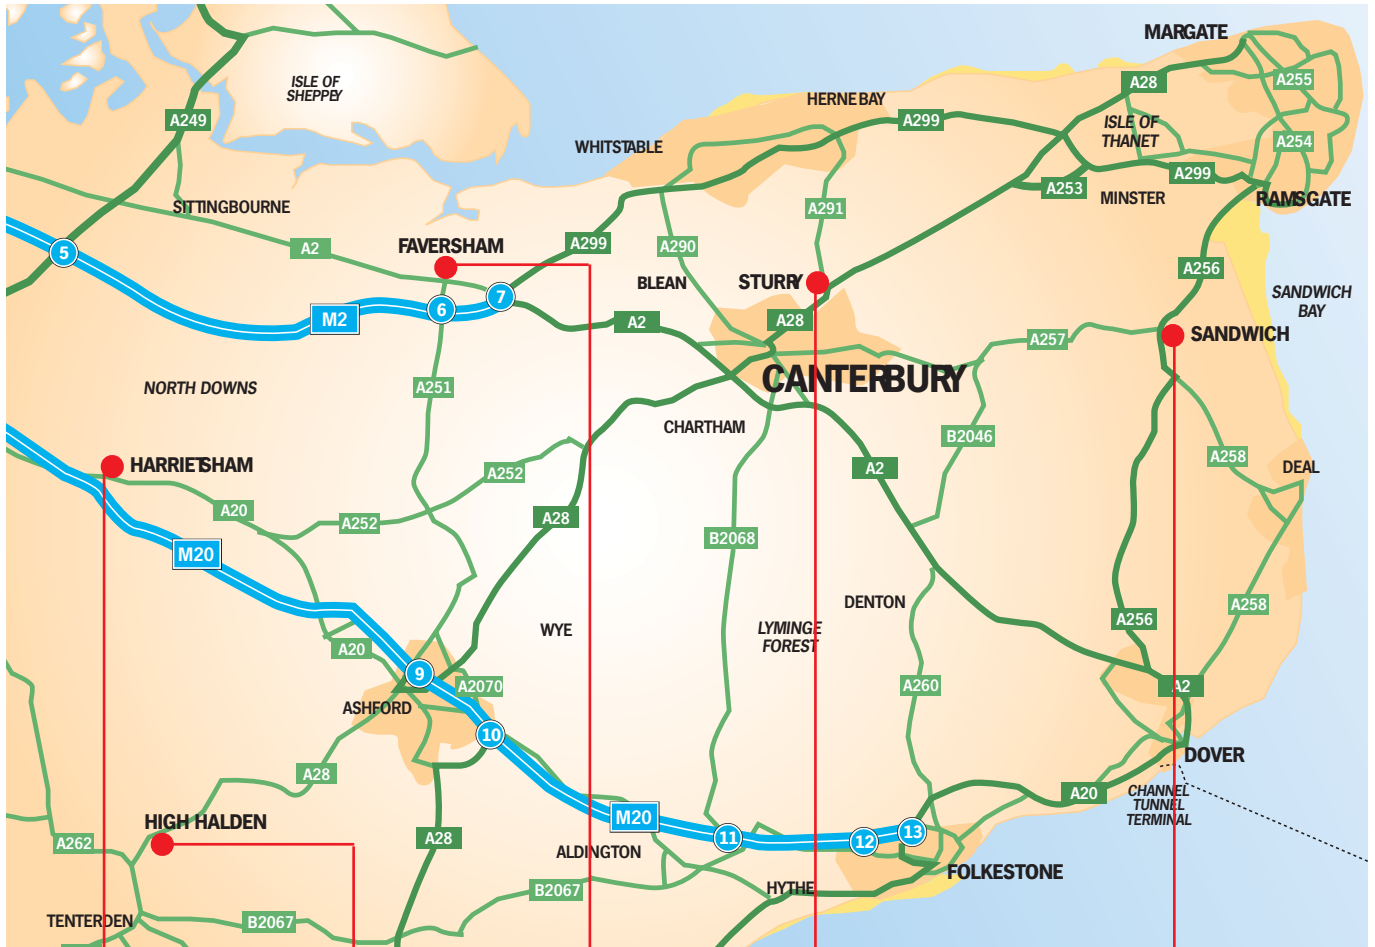 MARGATE
ISLE OF
SHEPPEY
A28
A255
HERNE BAY
A249
A299
ISLE OF
THANET
A254
WHITSTABLE
A299
A253
MINSTER
RAMSGATE
SITTINGBOURNE
A291
A2
FAVERSHAM
A299
A290
5
A256
BLEAN
STURRY
SANDWICH
BAY
7
6
M2
A2
A28
A257
SANDWICH
NORTH DOWNS
A251
CANTERBURY
CHARTHAM
B2046
A258
HARRIETSHAM
A252
A2
DEAL
A20
A252
A28
B2068
M20
DENTON
A258
A256
WYE
LYMINGE
FOREST
A20
9
A2070
A260
A2
ASHFORD
10
DOVER
A28
A20
CHANNEL
TUNNEL
TERMINAL
HIGH HALDEN
M20
A262
A28
11
12
13
ALDINGTON
FOLKESTONE
B2067
HYTHE
TENTERDEN
B2067